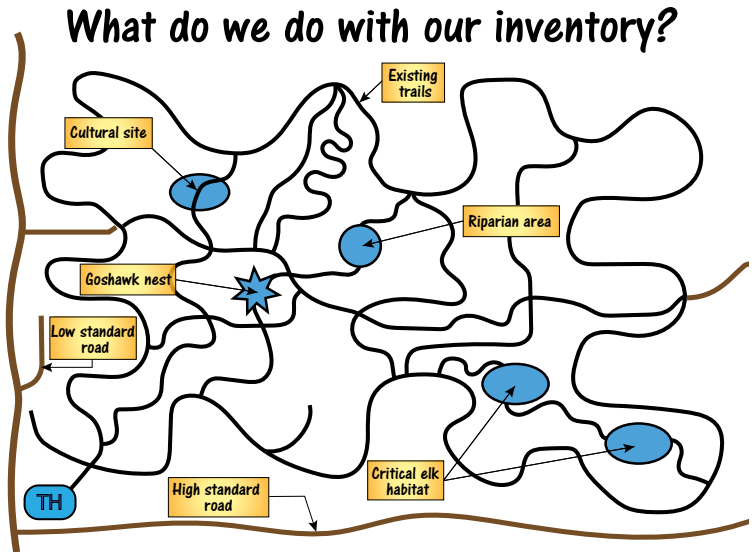 What do we do with our inventory?
Existing
trails
Cultural site
Riparian area
Goshawk nest
Low standard
road
Critical elk
habitat
High standard
road
TH